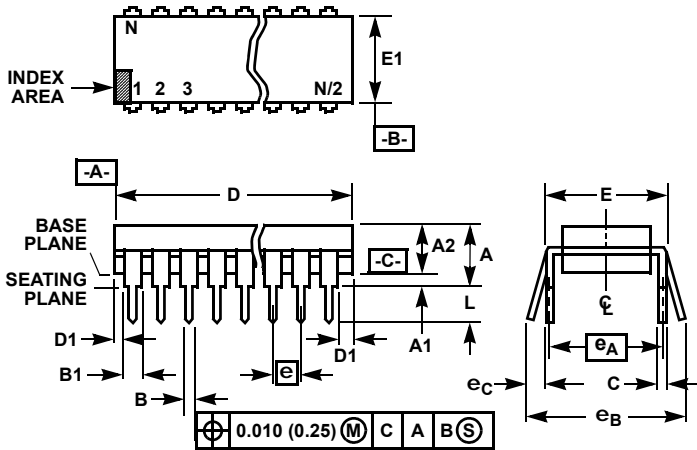 N
INDEX
AREA
1 2 3 N/2
E1
-B-
-A-
D
E
BASE
PLANE
A2
A
-C-
SEATING
PLANE
L
C̵L
D1
A1
D1
eA
B1
e
eC
C
B
eB
0.010 (0.25) Ⓜ C A B Ⓢ